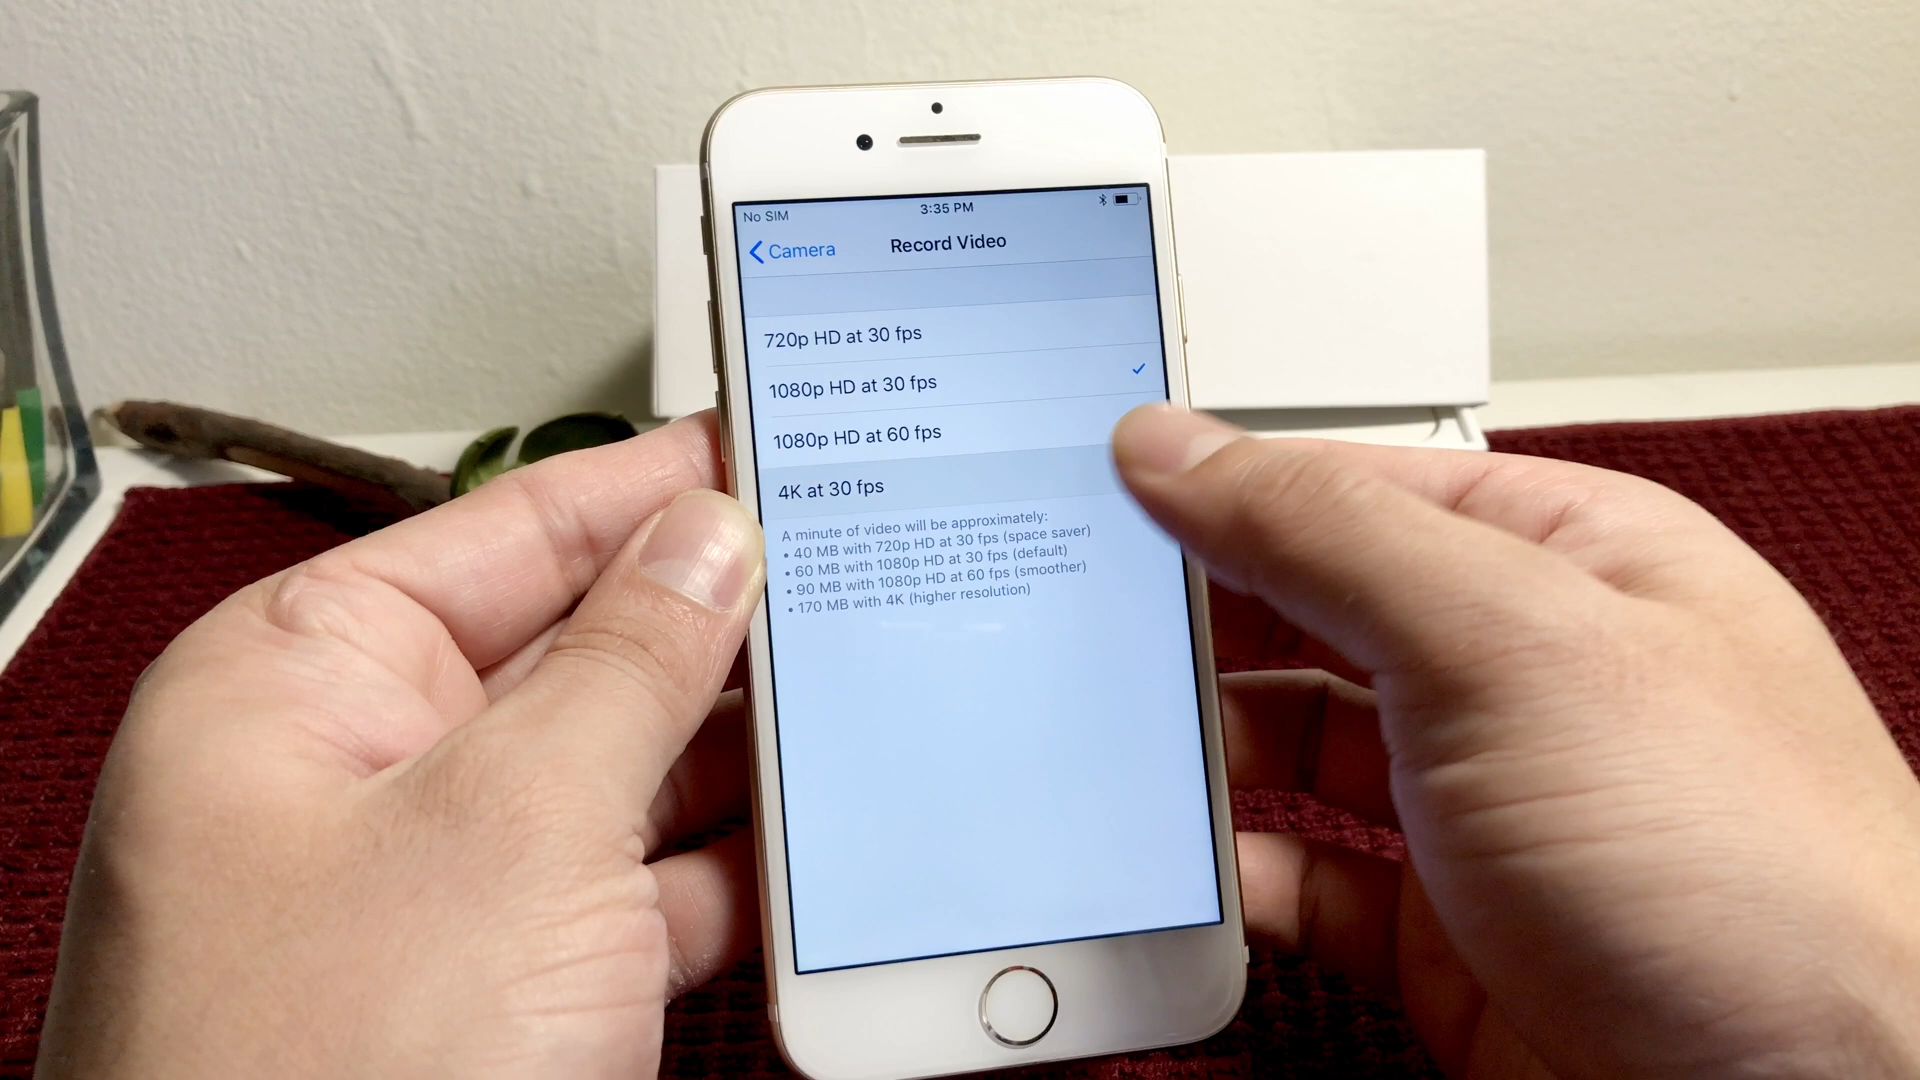 No SIM 3:35 PM
Camera Record Video
720p HD at 30 fps
1080p HD at 30 fps
1080p HD at 60 fps
4K at 30 fps
A minute of video will be approximately:
• 40 MB with 720p HD at 30 fps (space saver)
• 60 MB with 1080p HD at 30 fps (default)
• 90 MB with 1080p HD at 60 fps (smoother)
• 170 MB with 4K (higher resolution)